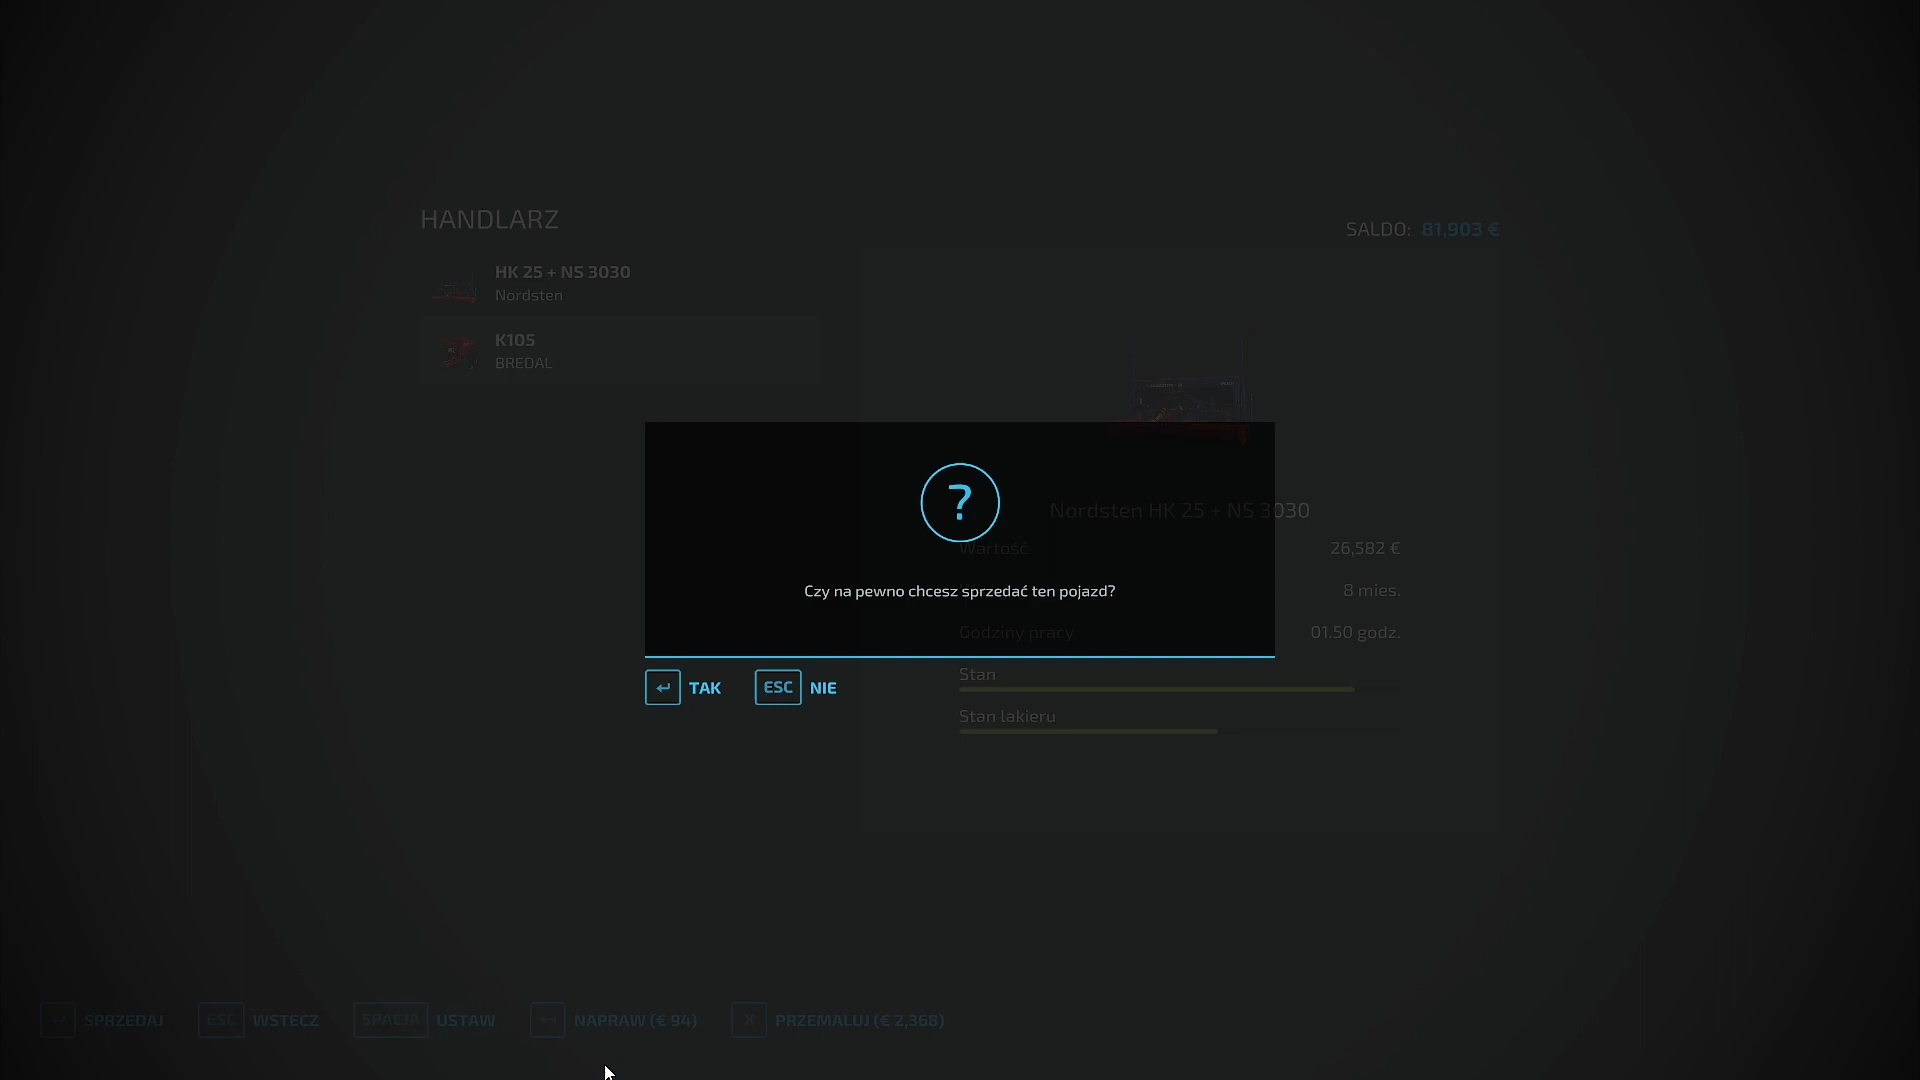 HANDLARZ
SALDO: 81,903 €
HK 25 + NS 3030
Nordsten
K105
BREDAL
?
Nordsten HK 25 + NS 3030
Wartość 26,582 €
Czy na pewno chcesz sprzedać ten pojazd?
8 mies.
Godziny pracy 01.50 godz.
Stan
TAK
ESC NIE
Stan lakieru
SPRZEDAJ
ESC WSTECZ
SPACJA USTAW
NAPRAW (€ 94)
X PRZEMALUJ (€ 2,368)